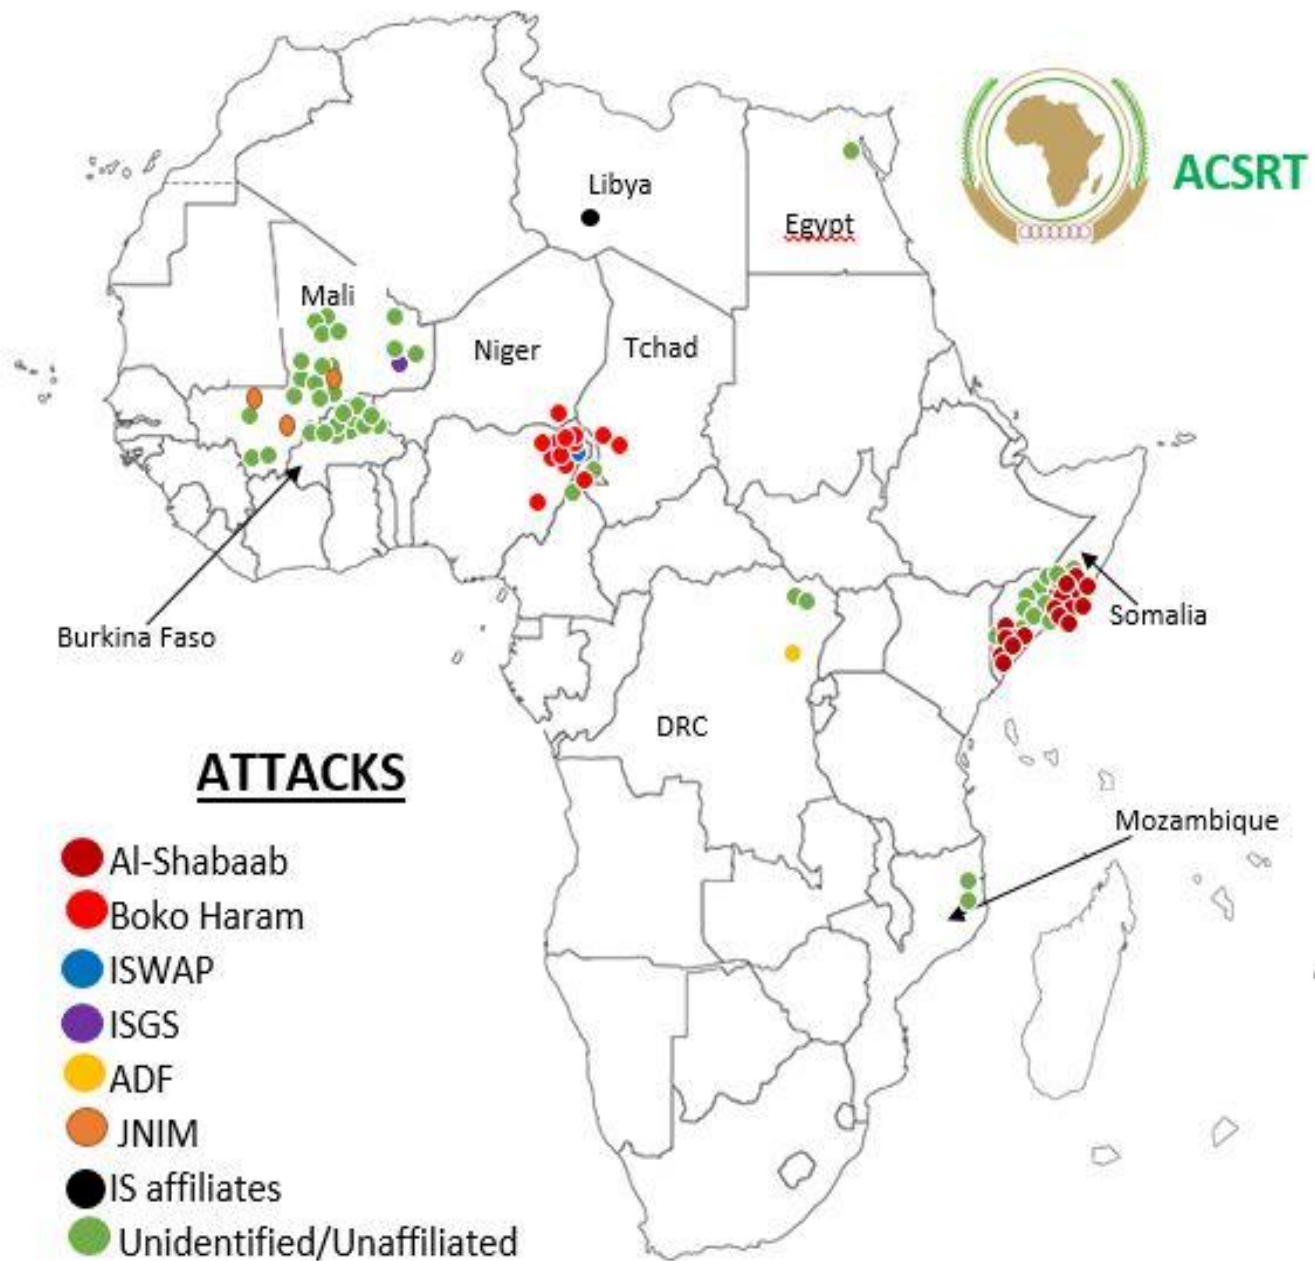 ACSRT
Libya
Egypt
Mali
Niger
Tchad
Somalia
Burkina Faso
DRC
Mozambique
ATTACKS
Al-Shabaab
Boko Haram
ISWAP
ISGS
ADF
JNIM
IS affiliates
Unidentified/Unaffiliated